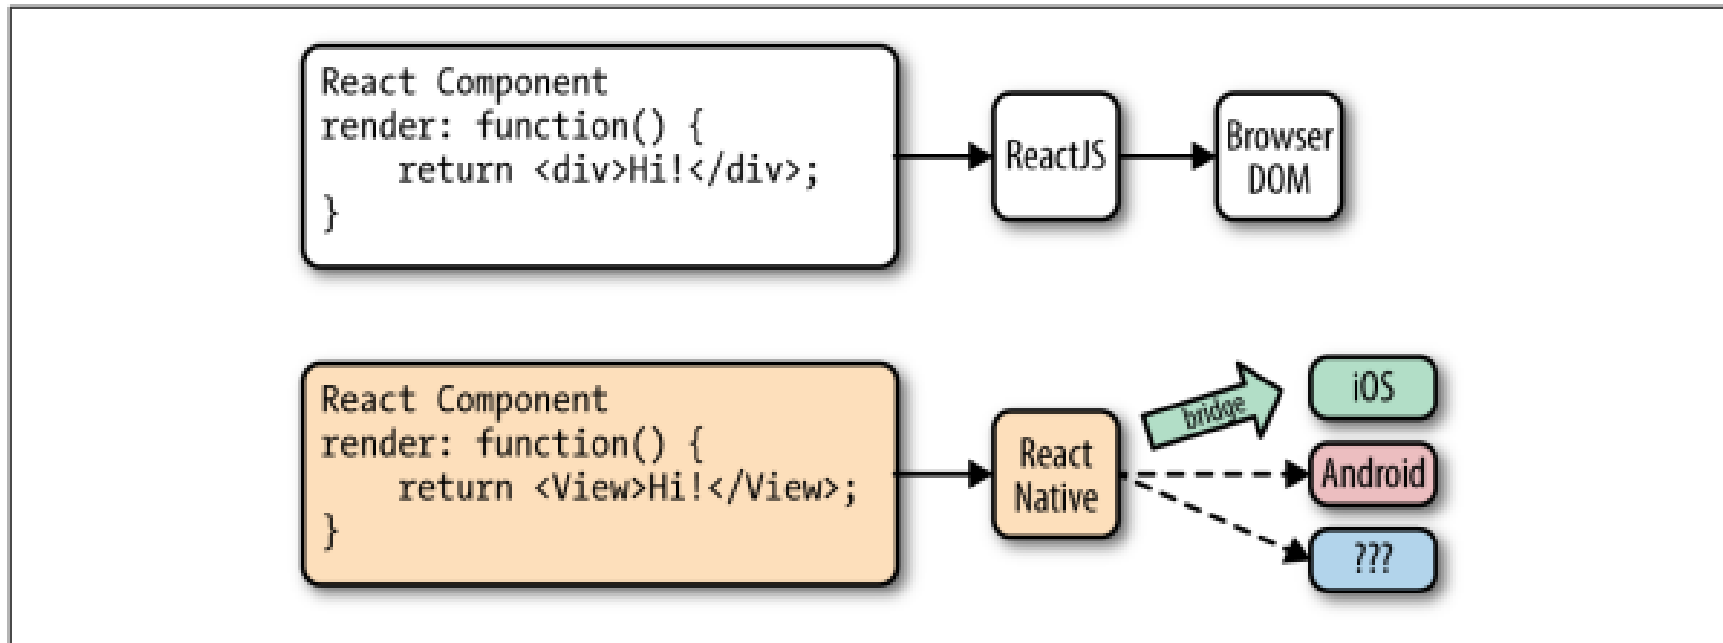 React Component
render: function() {
    return <div>Hi!</div>;
}
ReactJS
Browser
DOM
React Component
render: function() {
    return <View>Hi!</View>;
}
React
Native
bridge
iOS
Android
???